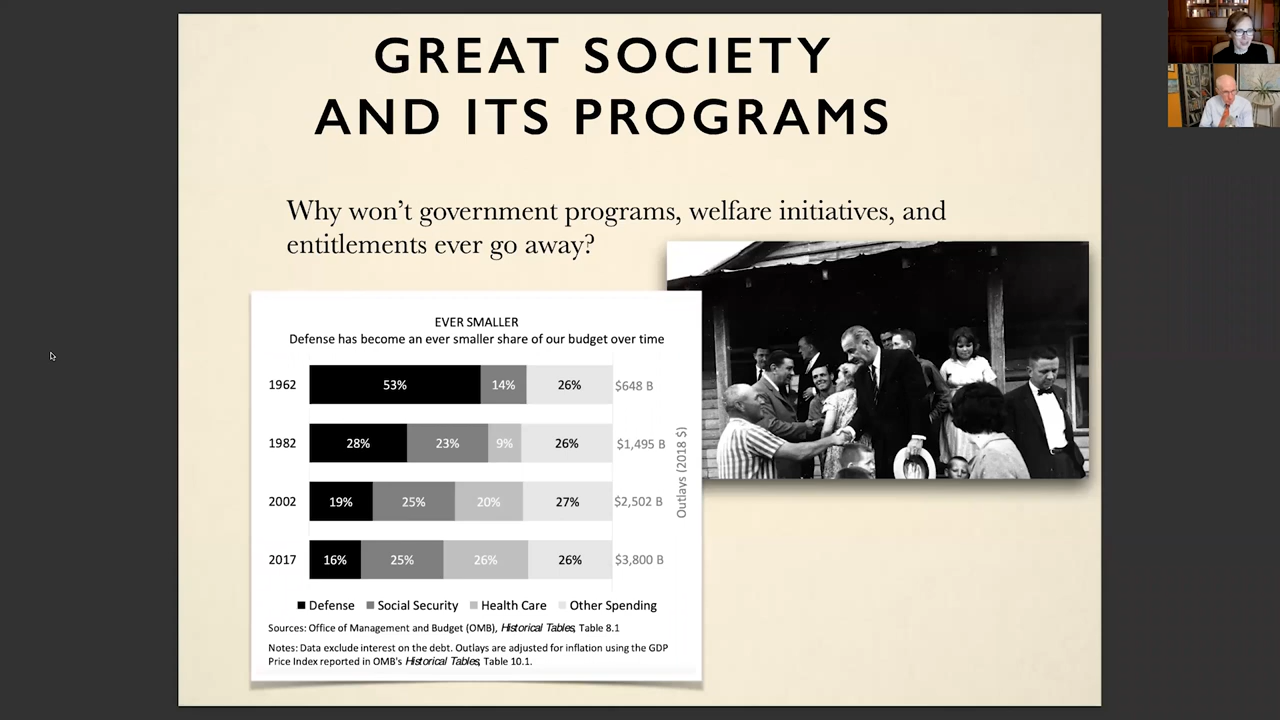 GREAT SOCIETY
AND ITS PROGRAMS
Why won't government programs, welfare initiatives, and
entitlements ever go away?
EVER SMALLER
Defense has become an ever smaller share of our budget over time
1962 53% 14% 26% $648 B
1982 28% 23% 9% 26% $1,495 B
2002 19% 25% 20% 27% $2,502 B
2017 16% 25% 26% 26% $3,800 B
Outlays (2018 $)
Defense Social Security Health Care Other Spending
Sources: Office of Management and Budget (OMB), Historical Tables, Table 8.1
Notes: Data exclude interest on the debt. Outlays are adjusted for inflation using the GDP
Price Index reported in OMB's Historical Tables, Table 10.1.